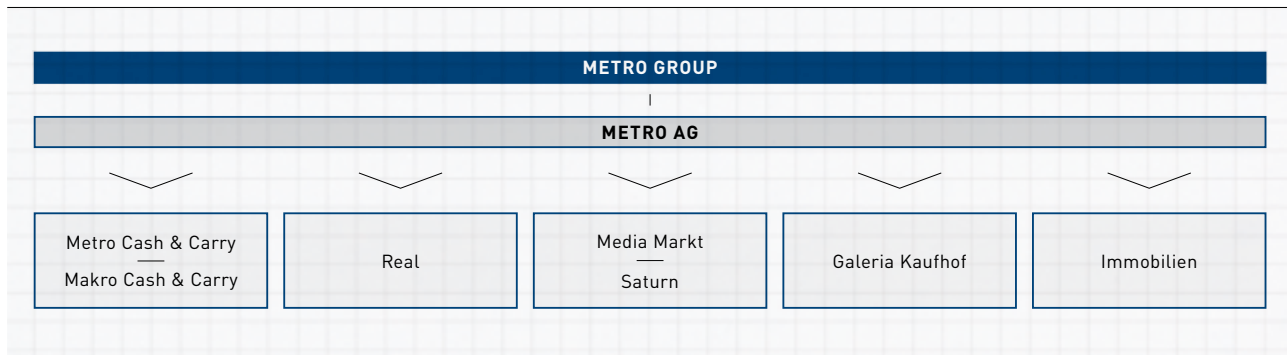 METRO GROUP
METRO AG
Metro Cash & Carry
Makro Cash & Carry
Real
Media Markt
Saturn
Galeria Kaufhof
Immobilien